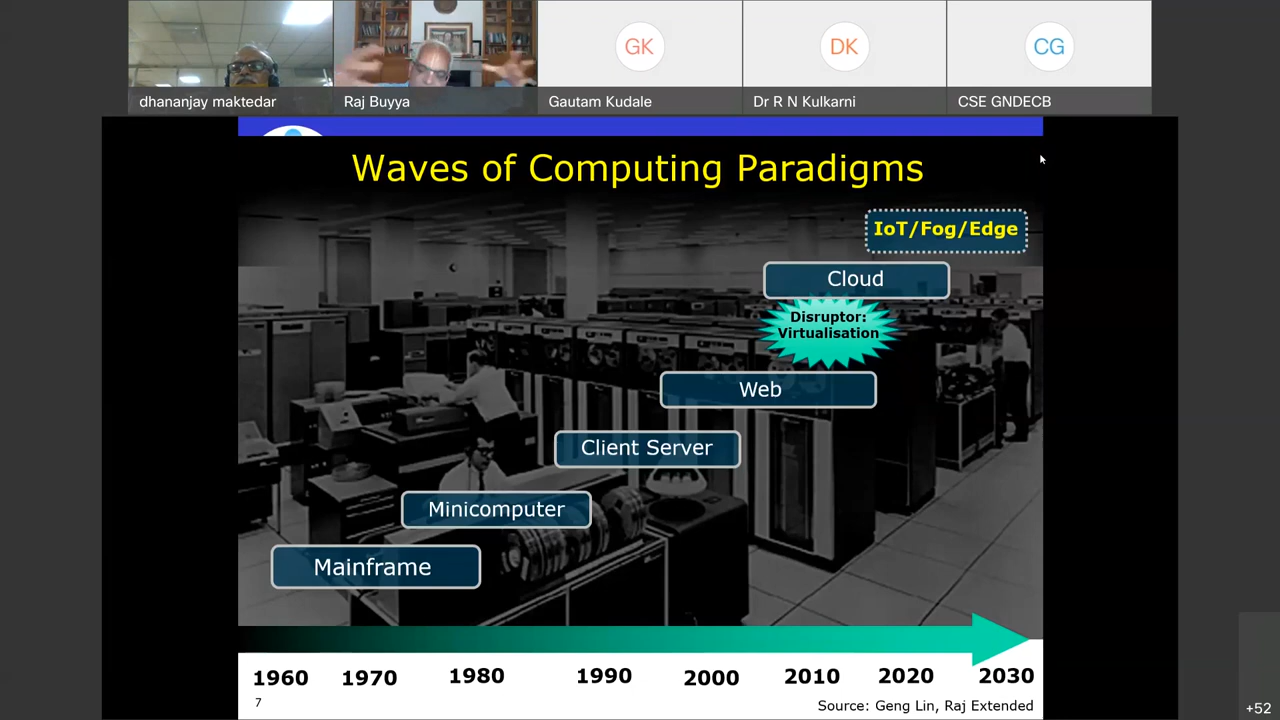 GK
DK
CG
dhananjay maktedar
Raj Buyya
Gautam Kudale
Dr R N Kulkarni
CSE GNDECB
Waves of Computing Paradigms
IoT/Fog/Edge
Cloud
Disruptor:
Virtualisation
Web
Client Server
Minicomputer
Mainframe
1960 1970 1980 1990 2000 2010 2020 2030
7
Source: Geng Lin, Raj Extended
+52